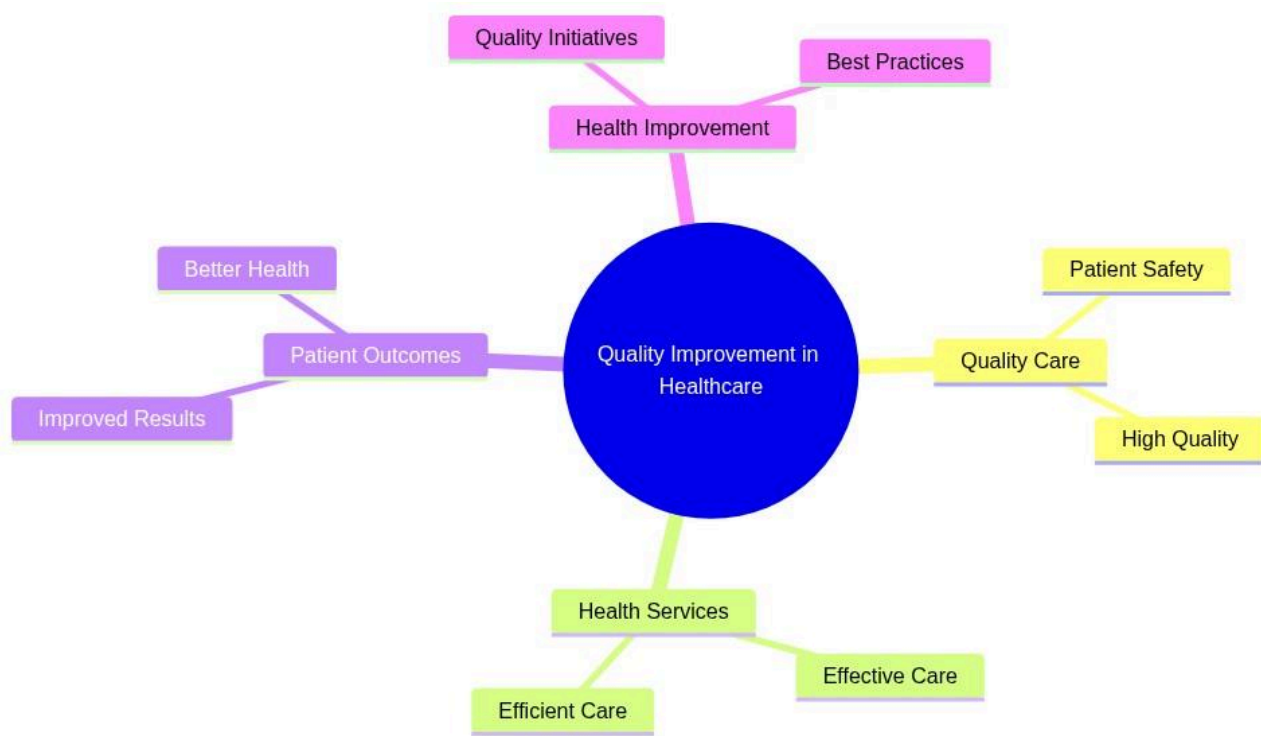 Quality Initiatives
Best Practices
Health Improvement
Better Health
Patient Outcomes
Improved Results
Quality Improvement in
Healthcare
Patient Safety
Quality Care
High Quality
Health Services
Effective Care
Efficient Care